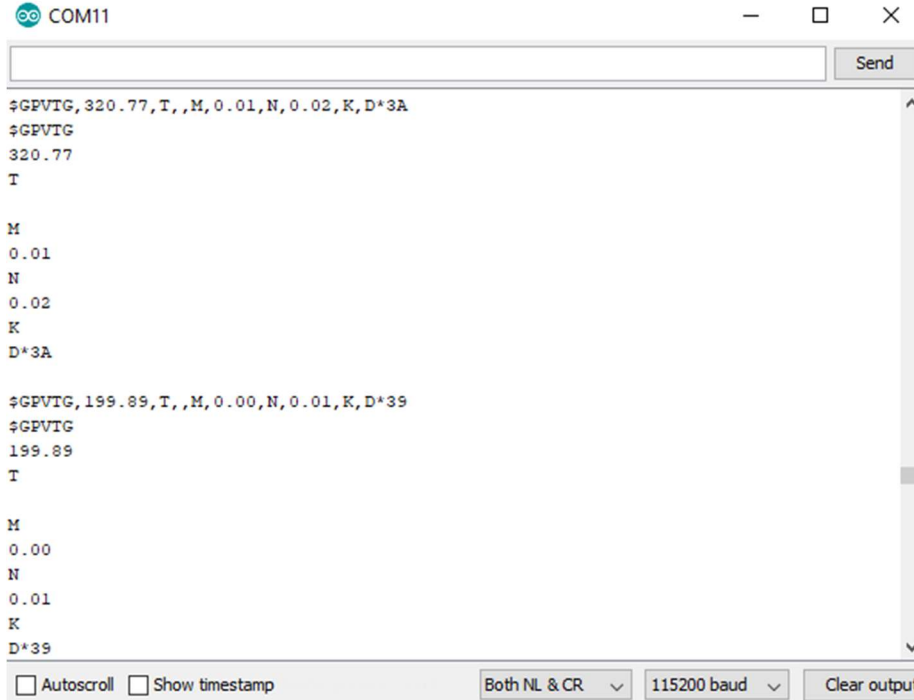 COM11
Send
$GPVTG,320.77,T,,M,0.01,N,0.02,K,D*3A
$GPVTG
320.77
T
M
0.01
N
0.02
K
D*3A
$GPVTG,199.89,T,,M,0.00,N,0.01,K,D*39
$GPVTG
199.89
T
M
0.00
N
0.01
K
D*39
Autoscroll Show timestamp Both NL & CR 115200 baud Clear output